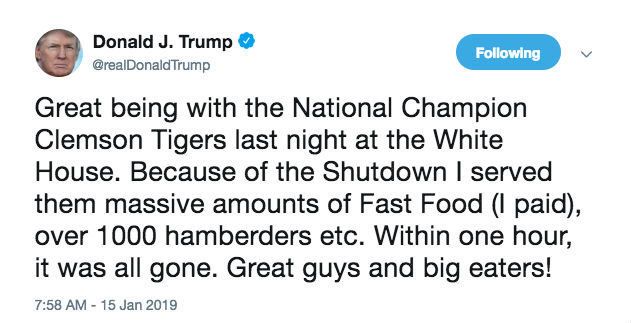 Donald J. Trump
Following
@realDonaldTrump
Great being with the National Champion
Clemson Tigers last night at the White
House. Because of the Shutdown I served
them massive amounts of Fast Food (I paid),
over 1000 hamberders etc. Within one hour,
it was all gone. Great guys and big eaters!
7:58 AM - 15 Jan 2019